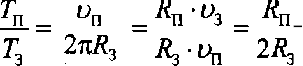 T_П / T_З = υ_П / 2πR_З = R_П · υ_З / R_З · υ_П = R_П- / 2R_З